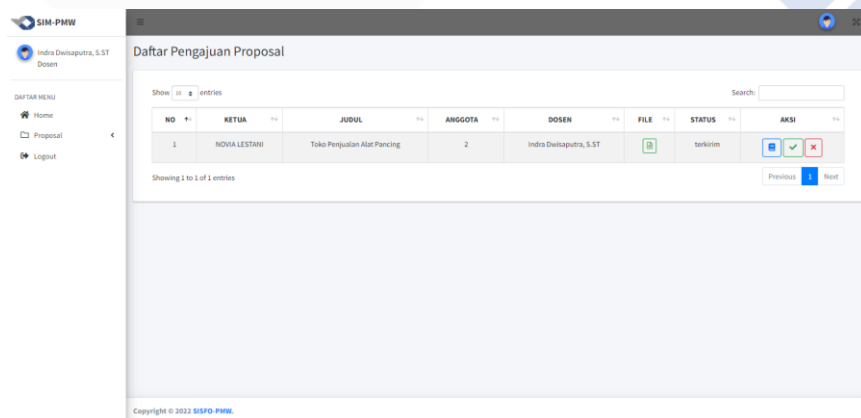 SIM-PMW
Indra Dwisaputra, S.ST
Dosen
DAFTAR MENU
Home
Proposal
Logout
Daftar Pengajuan Proposal
Show 10 entries
Search:
NO KETUA JUDUL ANGGOTA DOSEN FILE STATUS AKSI
1 NOVIA LESTANI Toko Penjualan Alat Pancing 2 Indra Dwisaputra, S.ST terkirim
Showing 1 to 1 of 1 entries
Previous 1 Next
Copyright © 2022 SISFO-PMW.